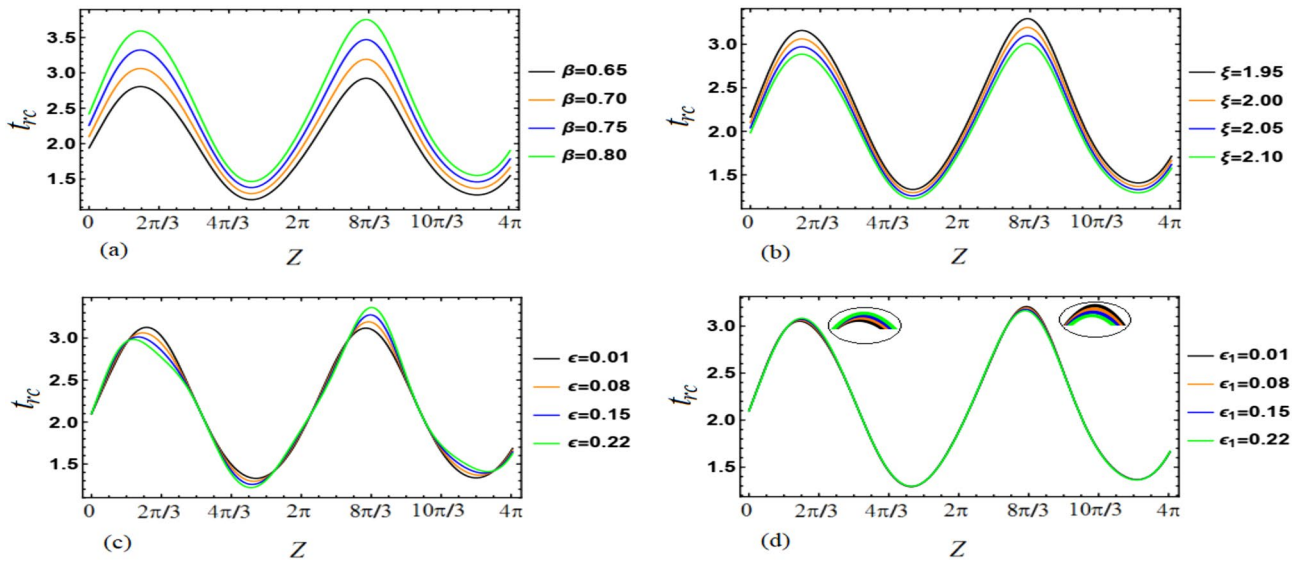 3.5
3.0
2.5
2.0
1.5
t_rc
0 2π/3 4π/3 2π 8π/3 10π/3 4π
(a) Z
β=0.65
β=0.70
β=0.75
β=0.80
3.0
2.5
2.0
1.5
t_rc
0 2π/3 4π/3 2π 8π/3 10π/3 4π
(b) Z
ξ=1.95
ξ=2.00
ξ=2.05
ξ=2.10
3.0
2.5
2.0
1.5
t_rc
0 2π/3 4π/3 2π 8π/3 10π/3 4π
(c) Z
ϵ=0.01
ϵ=0.08
ϵ=0.15
ϵ=0.22
3.0
2.5
2.0
1.5
t_rc
0 2π/3 4π/3 2π 8π/3 10π/3 4π
(d) Z
ϵ₁=0.01
ϵ₁=0.08
ϵ₁=0.15
ϵ₁=0.22